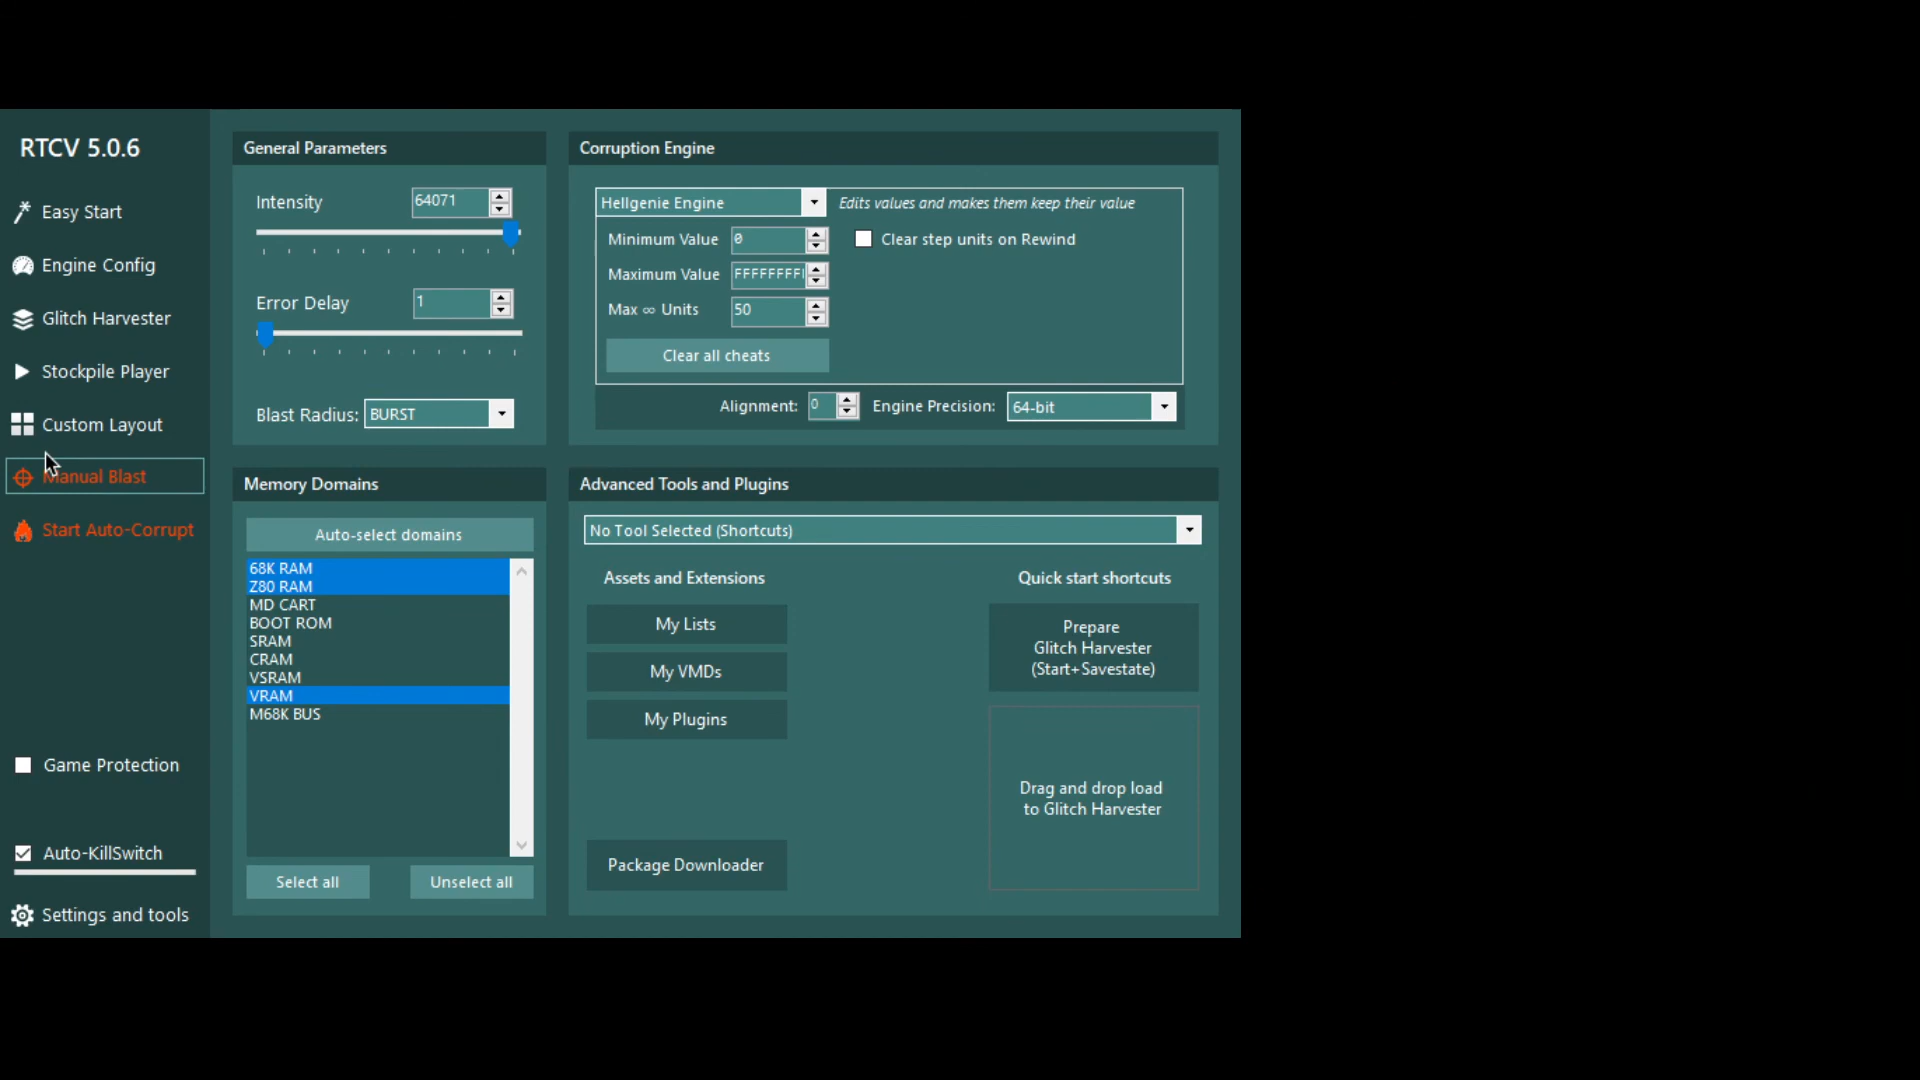 RTCV 5.0.6
Easy Start
Engine Config
Glitch Harvester
Stockpile Player
Custom Layout
Manual Blast
Start Auto-Corrupt
Game Protection
Auto-KillSwitch
Settings and tools
General Parameters
Intensity 64071
Error Delay 1
Blast Radius: BURST
Corruption Engine
Hellgenie Engine Edits values and makes them keep their value
Minimum Value 0 Clear step units on Rewind
Maximum Value FFFFFFFF
Max ∞ Units 50
Clear all cheats
Alignment: 0 Engine Precision: 64-bit
Memory Domains
Auto-select domains
68K RAM
Z80 RAM
MD CART
BOOT ROM
SRAM
CRAM
VSRAM
VRAM
M68K BUS
Select all Unselect all
Advanced Tools and Plugins
No Tool Selected (Shortcuts)
Assets and Extensions
My Lists
My VMDs
My Plugins
Package Downloader
Quick start shortcuts
Prepare
Glitch Harvester
(Start+Savestate)
Drag and drop load
to Glitch Harvester